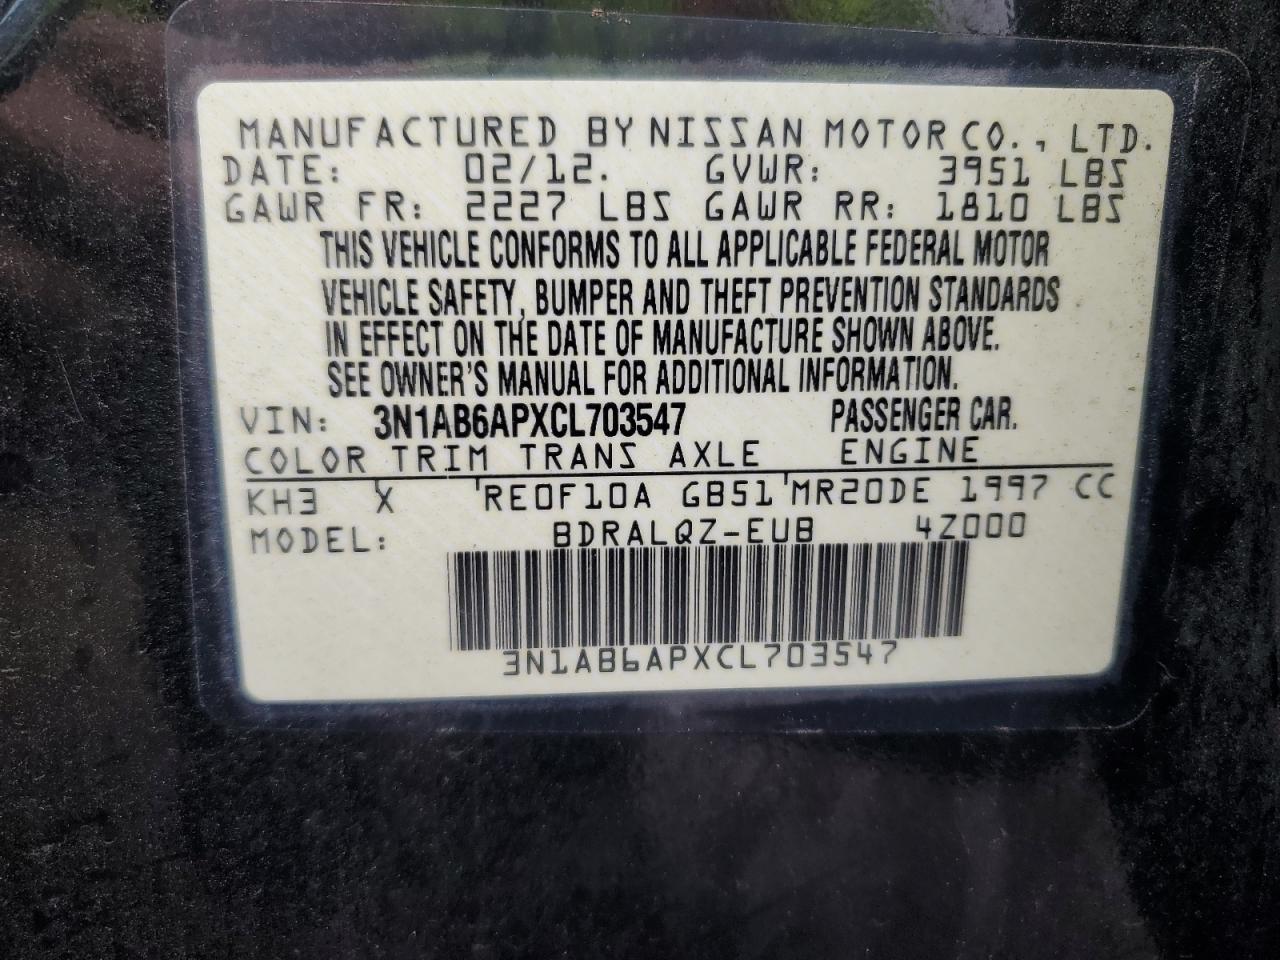 MANUFACTURED BY NISSAN MOTOR CO., LTD.
DATE: 02/12. GVWR: 3951 LBS
GAWR FR: 2227 LBS GAWR RR: 1810 LBS
THIS VEHICLE CONFORMS TO ALL APPLICABLE FEDERAL MOTOR
VEHICLE SAFETY, BUMPER AND THEFT PREVENTION STANDARDS
IN EFFECT ON THE DATE OF MANUFACTURE SHOWN ABOVE.
SEE OWNER'S MANUAL FOR ADDITIONAL INFORMATION.
VIN: 3N1AB6APXCL703547 PASSENGER CAR.
COLOR TRIM TRANS AXLE ENGINE
KH3 X RE0F10A GB51 MR20DE 1997 CC
MODEL: BDRALQZ-EUB 4Z000
3N1AB6APXCL703547